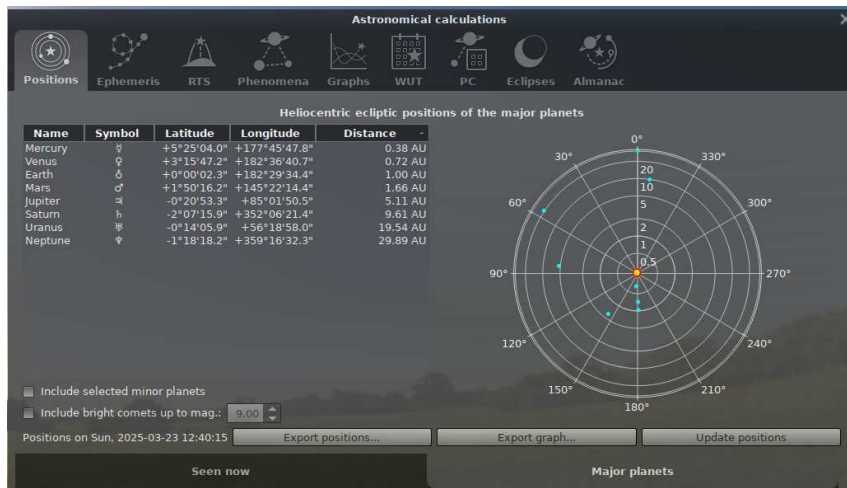 Astronomical calculations
Positions Ephemeris RTS Phenomena Graphs WUT PC Eclipses Almanac
Heliocentric ecliptic positions of the major planets
Name Symbol Latitude Longitude Distance
Mercury ☿ +5°25'04.0" +177°45'47.8" 0.38 AU
Venus ♀ +3°15'47.2" +182°36'40.7" 0.72 AU
Earth ♁ +0°00'02.3" +182°29'34.4" 1.00 AU
Mars ♂ +1°50'16.2" +145°22'14.4" 1.66 AU
Jupiter ♃ -0°20'53.3" +85°01'50.5" 5.11 AU
Saturn ♄ -2°07'15.9" +352°06'21.4" 9.61 AU
Uranus ♅ -0°14'05.9" +56°18'58.0" 19.54 AU
Neptune ♆ -1°18'18.2" +359°16'32.3" 29.89 AU
0°
30° 330°
20
10
60° 5 300°
2
1
0.5
90° 270°
120° 240°
150° 210°
180°
Include selected minor planets
Include bright comets up to mag.: 9,00
Positions on Sun, 2025-03-23 12:40:15 Export positions... Export graph... Update positions
Seen now Major planets